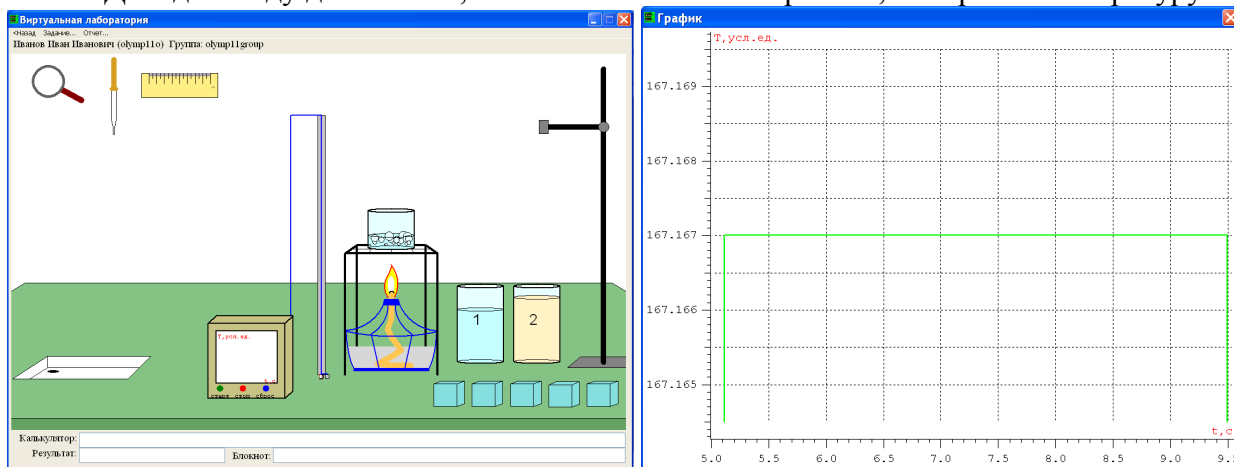 Виртуальная лаборатория
<Назад Задание... Отчет...
Иванов Иван Иванович (olymp11o) Группа: olymp11group
1
2
T,усл.ед.
t,c
старт стоп сброс
Калькулятор:
Результат:
Блокнот:
График
T,усл.ед.
167.169
167.168
167.167
167.166
167.165
t,c
5.0 5.5 6.0 6.5 7.0 7.5 8.0 8.5 9.0 9.5